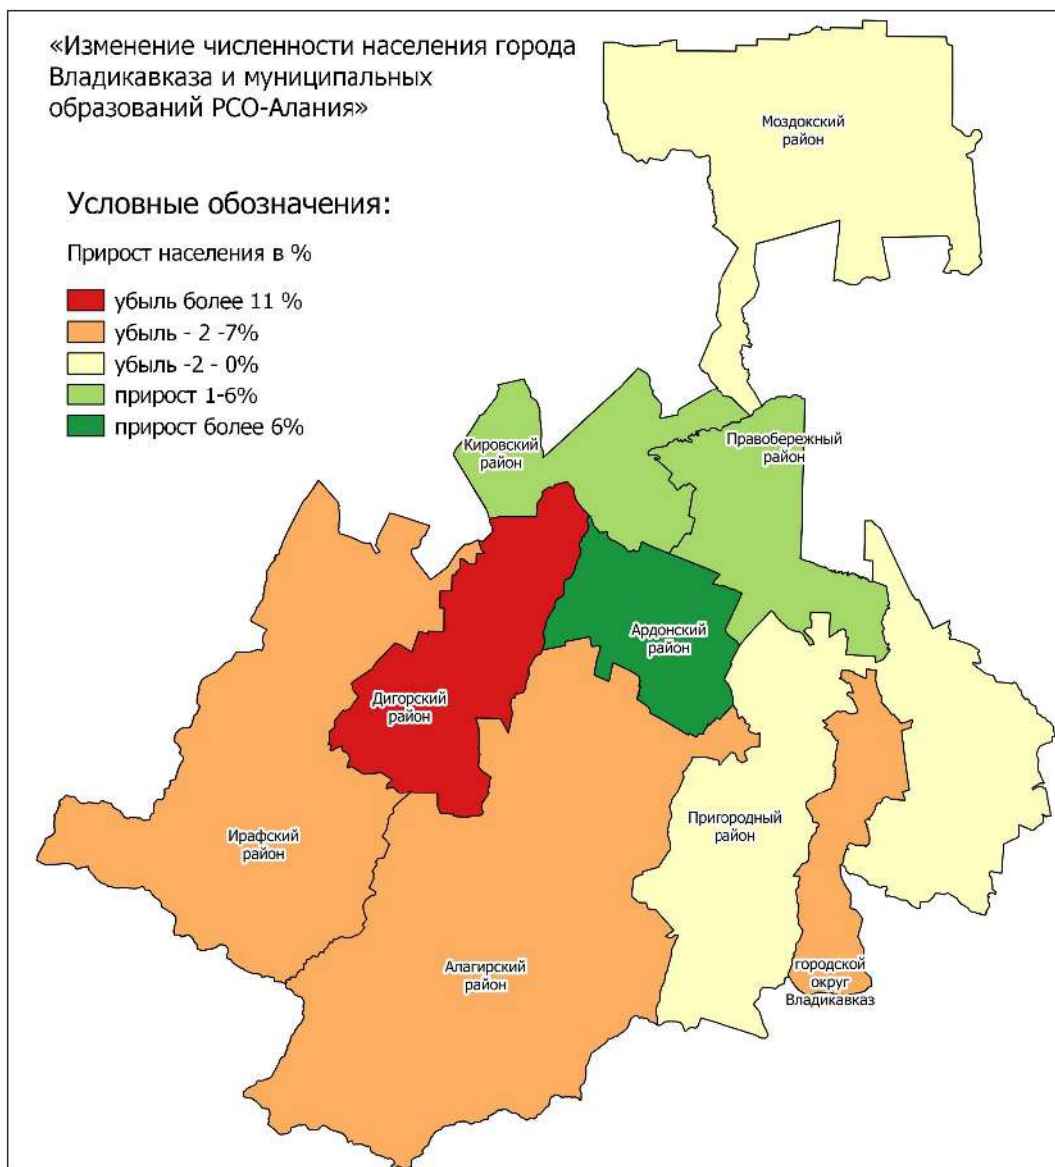 «Изменение численности населения города
Владикавказа и муниципальных
образований РСО-Алания»
Условные обозначения:
Прирост населения в %
убыль более 11 %
убыль - 2 -7%
убыль -2 - 0%
прирост 1-6%
прирост более 6%
Моздокский
район
Кировский
район
Правобережный
район
Ардонский
район
Дигорский
район
Ирафский
район
Пригородный
район
Алагирский
район
городской
округ
Владикавказ